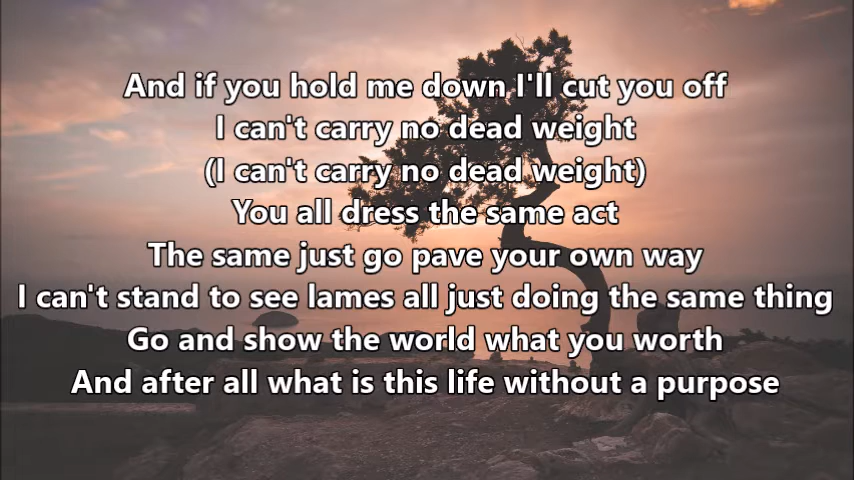 And if you hold me down I'll cut you off
I can't carry no dead weight
(I can't carry no dead weight)
You all dress the same act
The same just go pave your own way
I can't stand to see lames all just doing the same thing
Go and show the world what you worth
And after all what is this life without a purpose